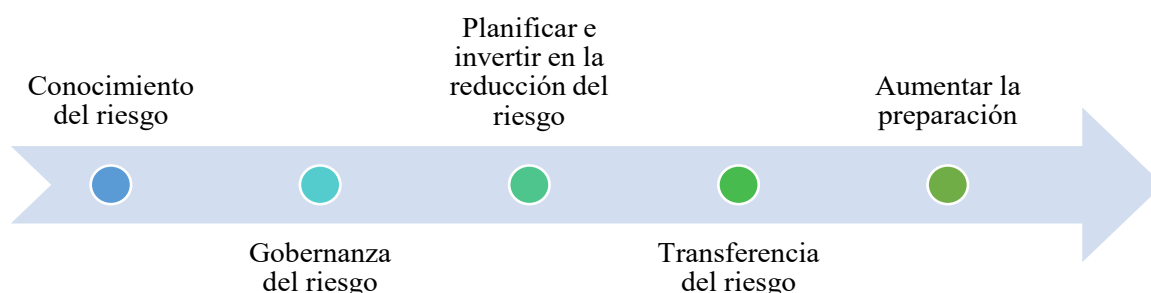 Conocimiento
del riesgo
Gobernanza
del riesgo
Planificar e
invertir en la
reducción del
riesgo
Transferencia
del riesgo
Aumentar la
preparación